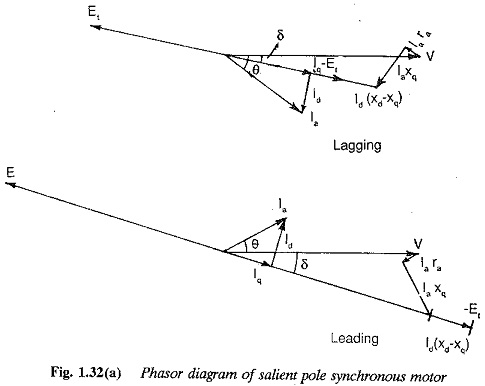 E_t
δ
I_a r_a
θ
I_q
-E_t
V
I_a x_q
I_d
I_d (x_d-x_q)
I_a
Lagging
E
I_a
θ
I_d
V
I_q
δ
I_a r_a
I_a x_q
-E_t
I_d(x_d-x_q)
Leading
Fig. 1.32(a) Phasor diagram of salient pole synchronous motor